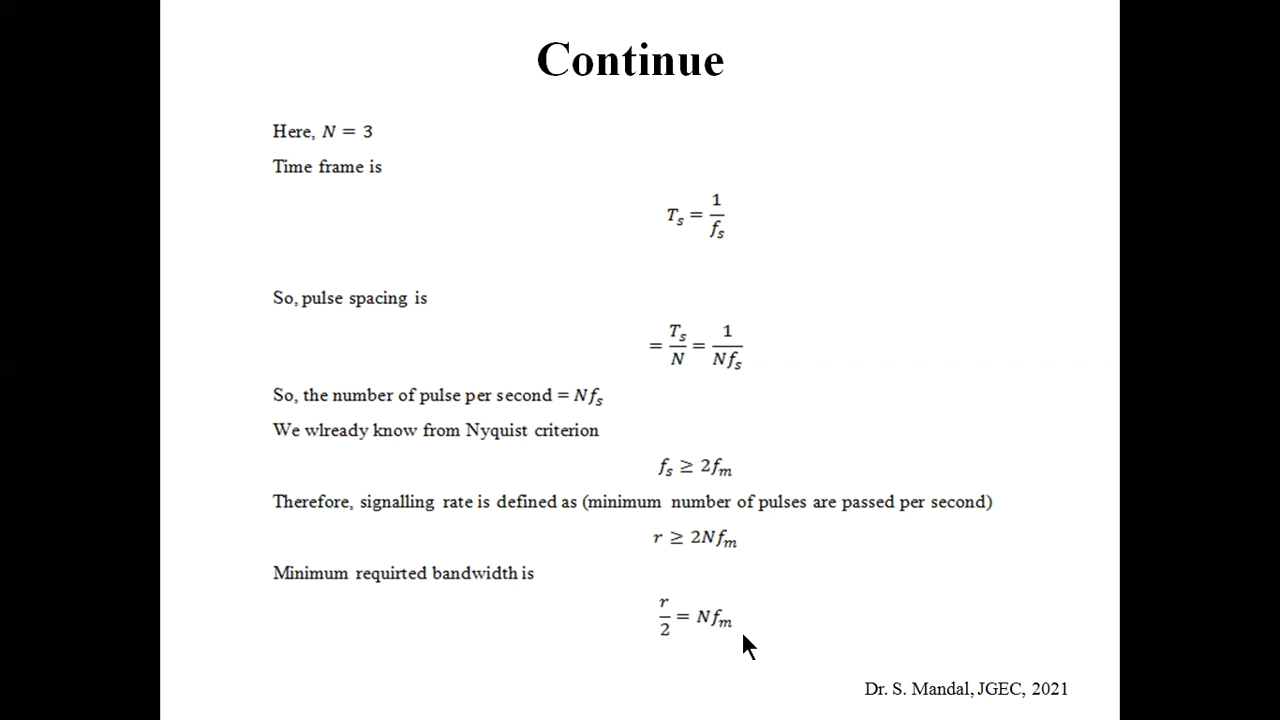 Continue
Here, N = 3
Time frame is
T_s = 1/f_s
So, pulse spacing is
= T_s/N = 1/Nf_s
So, the number of pulse per second = Nf_s
We wlready know from Nyquist criterion
f_s ≥ 2f_m
Therefore, signalling rate is defined as (minimum number of pulses are passed per second)
r ≥ 2Nf_m
Minimum requirted bandwidth is
r/2 = Nf_m
Dr. S. Mandal, JGEC, 2021